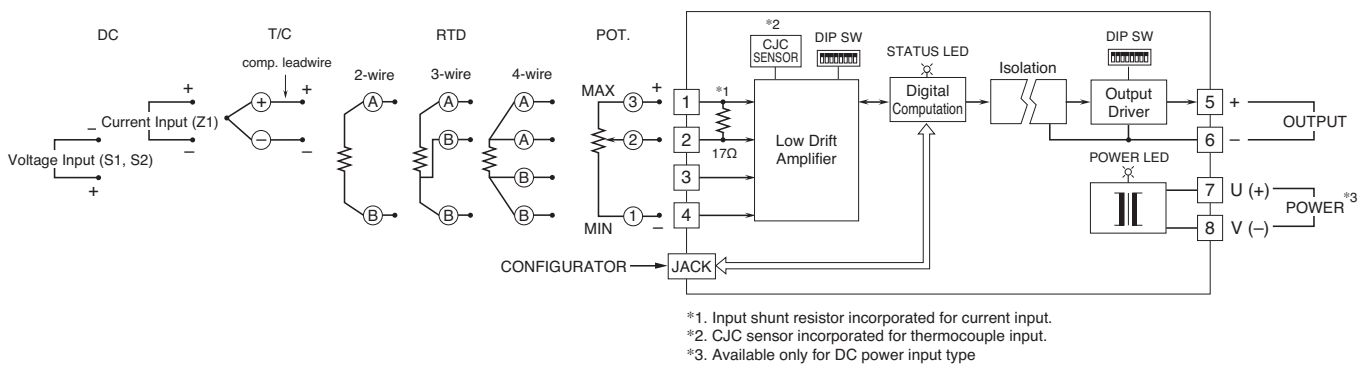 DC
T/C
RTD
POT.
comp. leadwire
2-wire
3-wire
4-wire
+
Current Input (Z1)
–
–
Voltage Input (S1, S2)
+
+
–
+
–
A
B
A
B
B
A
A
B
B
MAX
3
+
2
MIN
1
–
1
2
3
4
*1
17Ω
*2
CJC
SENSOR
DIP SW
Low Drift
Amplifier
STATUS LED
Digital
Computation
Isolation
DIP SW
Output
Driver
5
+
6
–
OUTPUT
POWER LED
7
U (+)
8
V (–)
POWER*3
CONFIGURATOR
JACK
*1. Input shunt resistor incorporated for current input.
*2. CJC sensor incorporated for thermocouple input.
*3. Available only for DC power input type